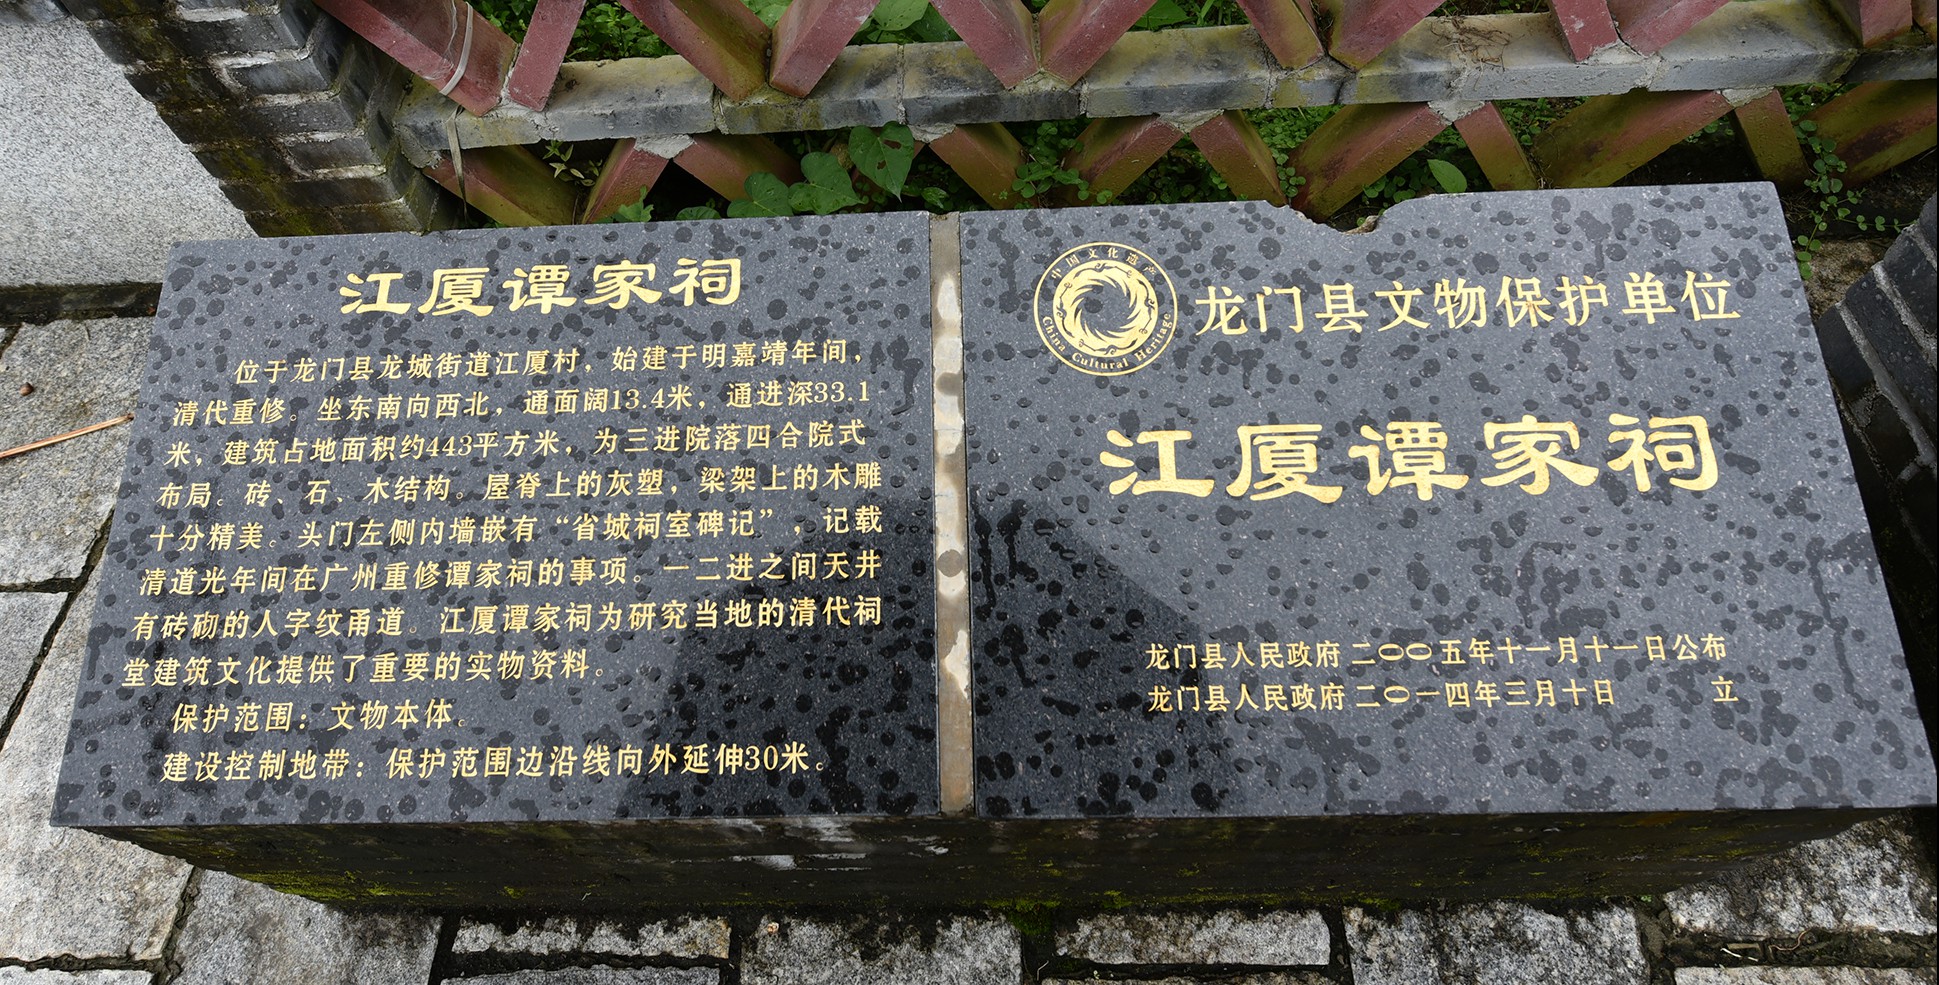 江厦谭家祠
位于龙门县龙城街道江厦村，始建于明嘉靖年间，
清代重修。坐东南向西北，通面阔13.4米，通进深33.1
米，建筑占地面积约443平方米，为三进院落四合院式
布局。砖、石、木结构。屋脊上的灰塑，梁架上的木雕
十分精美。头门左侧内墙嵌有“省城祠室碑记”，记载
清道光年间在广州重修谭家祠的事项。一二进之间天井
有砖砌的人字纹甬道。江厦谭家祠为研究当地的清代祠
堂建筑文化提供了重要的实物资料。
保护范围：文物本体。
建设控制地带：保护范围边沿线向外延伸30米。
中国文化遗产
China Cultural Heritage
龙门县文物保护单位
江厦谭家祠
龙门县人民政府 二〇〇五年十一月十一日公布
龙门县人民政府 二〇一四年三月十日 立